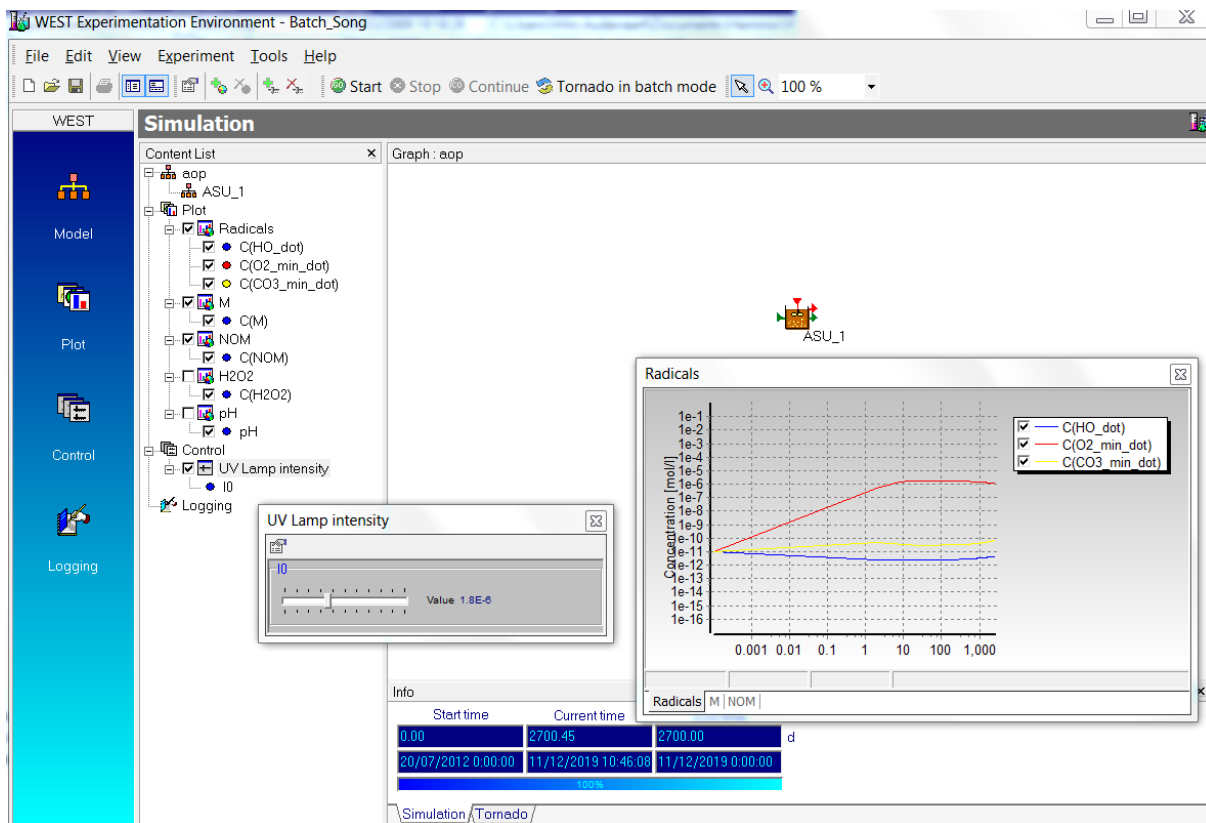 WEST Experimentation Environment - Batch_Song
File Edit View Experiment Tools Help
Start Stop Continue Tornado in batch mode 100 %
WEST
Model
Plot
Control
Logging
Simulation
Content List
aop
ASU_1
Plot
Radicals
C(HO_dot)
C(O2_min_dot)
C(CO3_min_dot)
M
C(M)
NOM
C(NOM)
H2O2
C(H2O2)
pH
pH
Control
UV Lamp intensity
I0
Logging
Graph : aop
ASU_1
UV Lamp intensity
I0
Value 1.8E-6
Radicals
Concentration [mol/l]
1e-1
1e-2
1e-3
1e-4
1e-5
1e-6
1e-7
1e-8
1e-9
1e-10
1e-11
1e-12
1e-13
1e-14
1e-15
1e-16
0.001 0.01 0.1 1 10 100 1,000
C(HO_dot)
C(O2_min_dot)
C(CO3_min_dot)
Radicals M NOM
Info
Start time Current time
0.00 2700.45 2700.00 d
20/07/2012 0:00:00 11/12/2019 10:46:08 11/12/2019 0:00:00
100%
Simulation Tornado